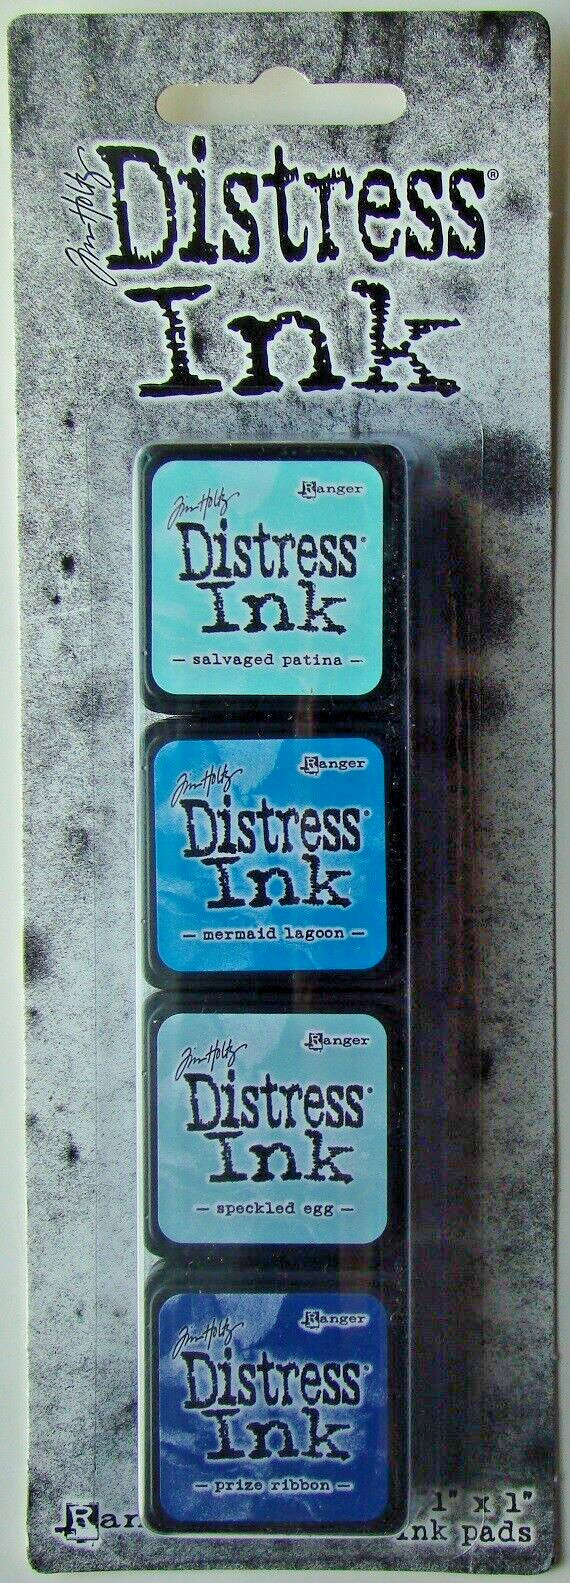 Tim Holtz
Distress®
Ink
Tim Holtz Ranger
Distress®
Ink
— salvaged patina —
Tim Holtz Ranger
Distress®
Ink
— mermaid lagoon —
Tim Holtz Ranger
Distress®
Ink
— speckled egg —
Tim Holtz Ranger
Distress®
Ink
— prize ribbon —
1" x 1"
Ran ink pads